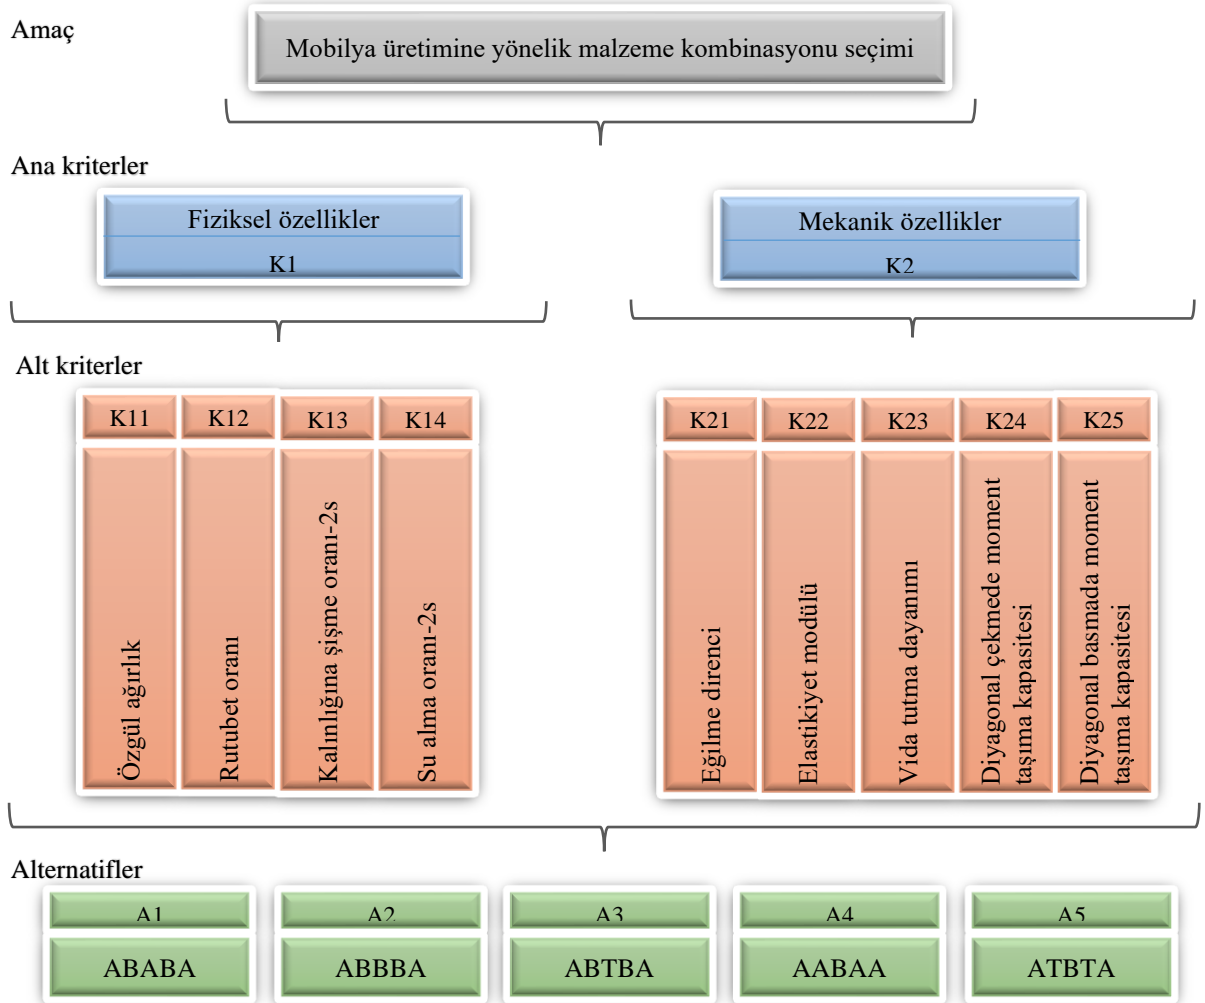 Amaç
Mobilya üretimine yönelik malzeme kombinasyonu seçimi
Ana kriterler
Fiziksel özellikler
K1
Mekanik özellikler
K2
Alt kriterler
K11
K12
K13
K14
Özgül ağırlık
Rutubet oranı
Kalınlığına şişme oranı-2s
Su alma oranı-2s
K21
K22
K23
K24
K25
Eğilme direnci
Elastikiyet modülü
Vida tutma dayanımı
Diyagonal çekmede moment
taşıma kapasitesi
Diyagonal basmada moment
taşıma kapasitesi
Alternatifler
A1
A2
A3
A4
A5
ABABA
ABBBA
ABTBA
AABAA
ATBTA